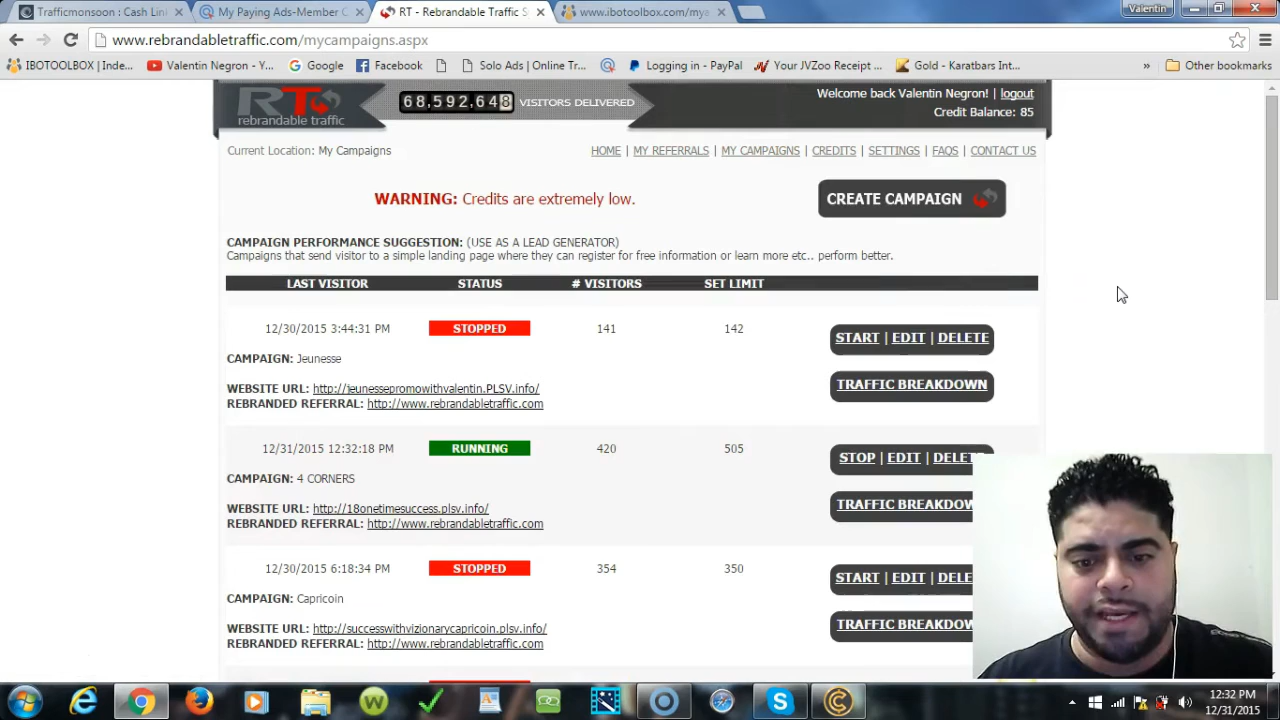 Trafficmonsoon : Cash Lin
My Paying Ads-Member C
RT - Rebrandable Traffic S
www.ibotoolbox.com/mya
Valentin
www.rebrandabletraffic.com/mycampaigns.aspx
IBOTOOLBOX | Inde...
Valentin Negron - Y...
Google
Facebook
Solo Ads | Online Tr...
Logging in - PayPal
Your JVZoo Receipt ...
Gold - Karatbars Int...
»
Other bookmarks
RT
rebrandable traffic
68,592,648 VISITORS DELIVERED
Welcome back Valentin Negron! | logout
Credit Balance: 85
Current Location: My Campaigns
HOME | MY REFERRALS | MY CAMPAIGNS | CREDITS | SETTINGS | FAQS | CONTACT US
WARNING: Credits are extremely low.
CREATE CAMPAIGN
CAMPAIGN PERFORMANCE SUGGESTION: (USE AS A LEAD GENERATOR)
Campaigns that send visitor to a simple landing page where they can register for free information or learn more etc.. perform better.
LAST VISITOR STATUS # VISITORS SET LIMIT
12/30/2015 3:44:31 PM STOPPED 141 142
START | EDIT | DELETE
CAMPAIGN: Jeunesse
TRAFFIC BREAKDOWN
WEBSITE URL: http://jeunessepromowithvalentin.PLSV.info/
REBRANDED REFERRAL: http://www.rebrandabletraffic.com
12/31/2015 12:32:18 PM RUNNING 420 505
STOP | EDIT | DELETE
CAMPAIGN: 4 CORNERS
TRAFFIC BREAKDOW
WEBSITE URL: http://18onetimesuccess.plsv.info/
REBRANDED REFERRAL: http://www.rebrandabletraffic.com
12/30/2015 6:18:34 PM STOPPED 354 350
START | EDIT | DELE
CAMPAIGN: Capricoin
TRAFFIC BREAKDOW
WEBSITE URL: http://successwithvizionarycapricoin.plsv.info/
REBRANDED REFERRAL: http://www.rebrandabletraffic.com
12:32 PM
12/31/2015